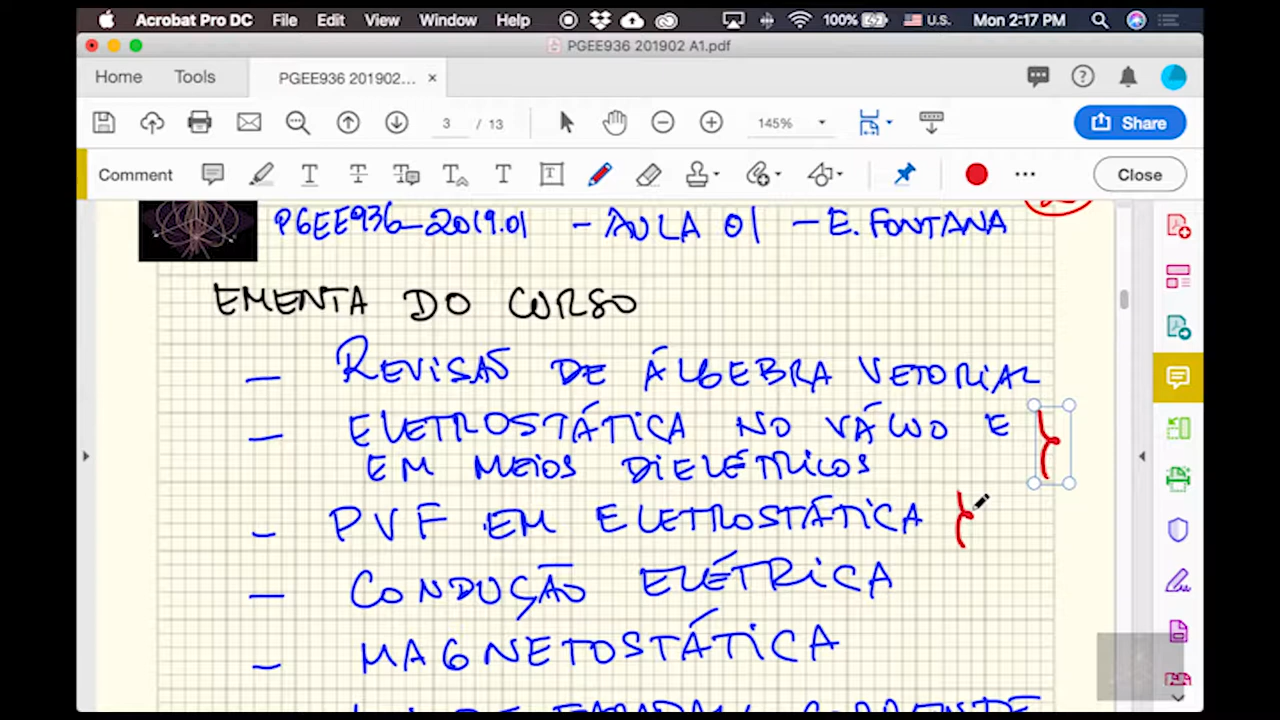 Acrobat Pro DC File Edit View Window Help 100% U.S. Mon 2:17 PM
PGEE936 201902 A1.pdf
Home Tools PGEE936 201902... ×
3 / 13 145% Share
Comment Close
PGEE936_2019.01 - AULA 01 - E. FONTANA
EMENTA DO CURSO
- REVISÃO DE ÁLGEBRA VETORIAL
- ELETROSTÁTICA NO VÁCUO E
EM MEIOS DIELÉTRICOS
- PVF EM ELETROSTÁTICA
- CONDUÇÃO ELÉTRICA
- MAGNETOSTÁTICA